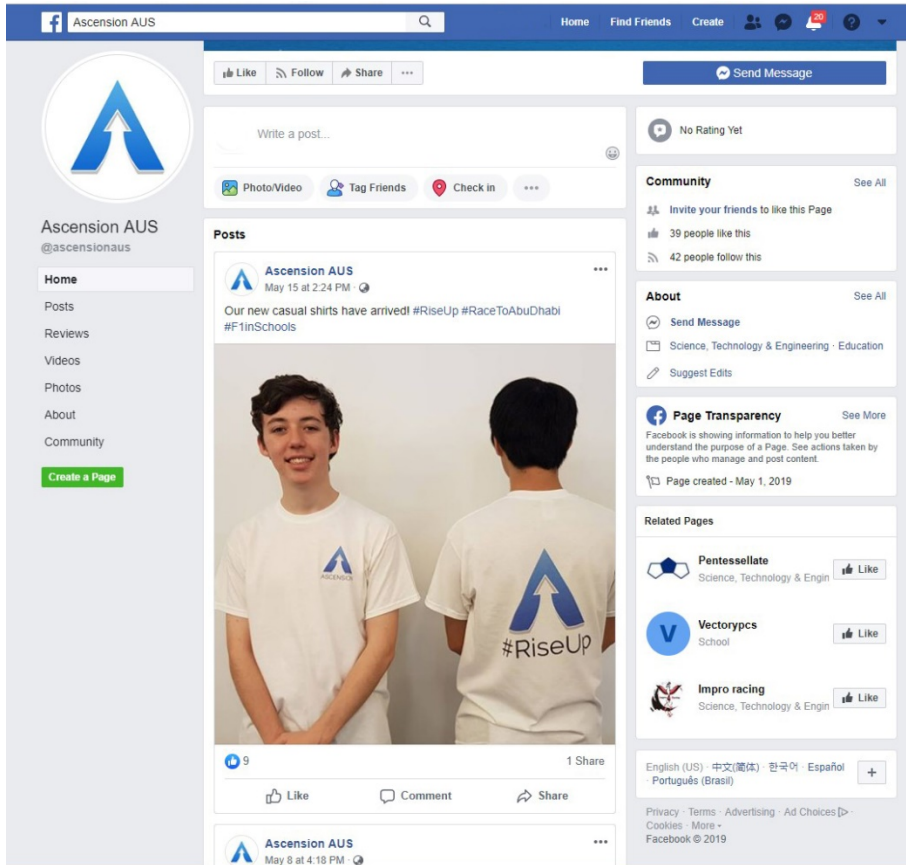 Ascension AUS
Home Find Friends Create 20
Like Follow Share
Send Message
Ascension AUS
@ascensionaus
Home
Posts
Reviews
Videos
Photos
About
Community
Create a Page
Write a post...
Photo/Video Tag Friends Check in
Posts
Ascension AUS
May 15 at 2:24 PM ·
Our new casual shirts have arrived! #RiseUp #RaceToAbuDhabi
#F1inSchools
ASCENSION
#RiseUp
9 1 Share
Like Comment Share
Ascension AUS
May 8 at 4:18 PM ·
No Rating Yet
Community See All
Invite your friends to like this Page
39 people like this
42 people follow this
About See All
Send Message
Science, Technology & Engineering · Education
Suggest Edits
Page Transparency See More
Facebook is showing information to help you better
understand the purpose of a Page. See actions taken by
the people who manage and post content.
Page created - May 1, 2019
Related Pages
Pentessellate
Science, Technology & Engin
Like
V
Vectorypcs
School
Like
Impro racing
Science, Technology & Engin
Like
English (US) · 中文(简体) · 한국어 · Español
· Português (Brasil)
Privacy · Terms · Advertising · Ad Choices ·
Cookies · More
Facebook © 2019